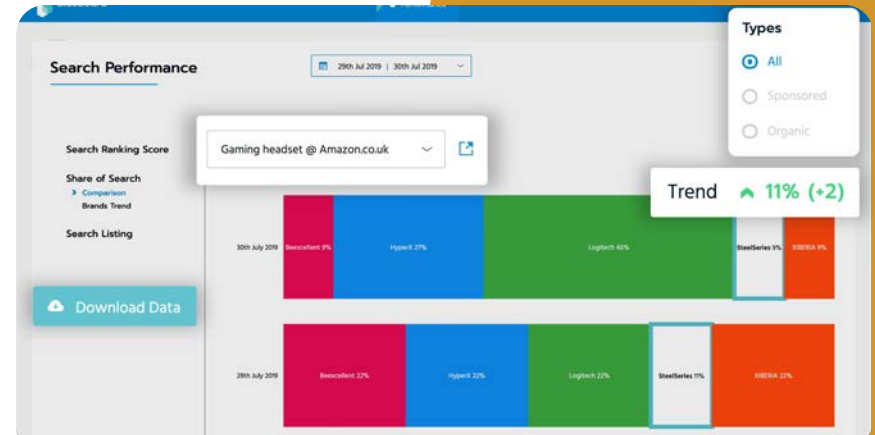 Types
Search Performance
29th Jul 2019 | 30th Jul 2019
All
Sponsored
Organic
Search Ranking Score
Gaming headset @ Amazon.co.uk
Share of Search
Comparison
Brands Trend
Trend 11% (+2)
Search Listing
30th July 2019 Beexcellent 9% HyperX 27% Logitech 45% SteelSeries 9% XIBERIA 9%
Download Data
29th July 2019 Beexcellent 22% HyperX 22% Logitech 22% SteelSeries 11% XIBERIA 22%